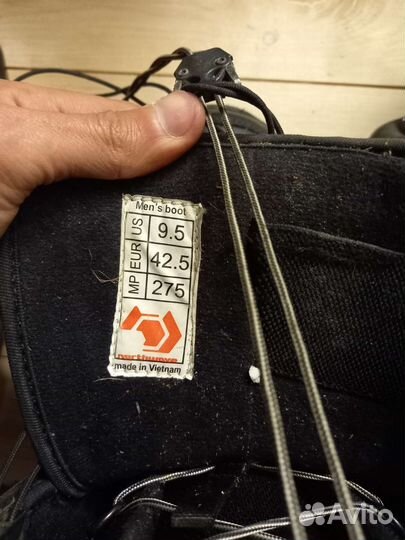 Men's boot
US 9.5
EUR 42.5
MP 275
northwave
made in Vietnam
Avito